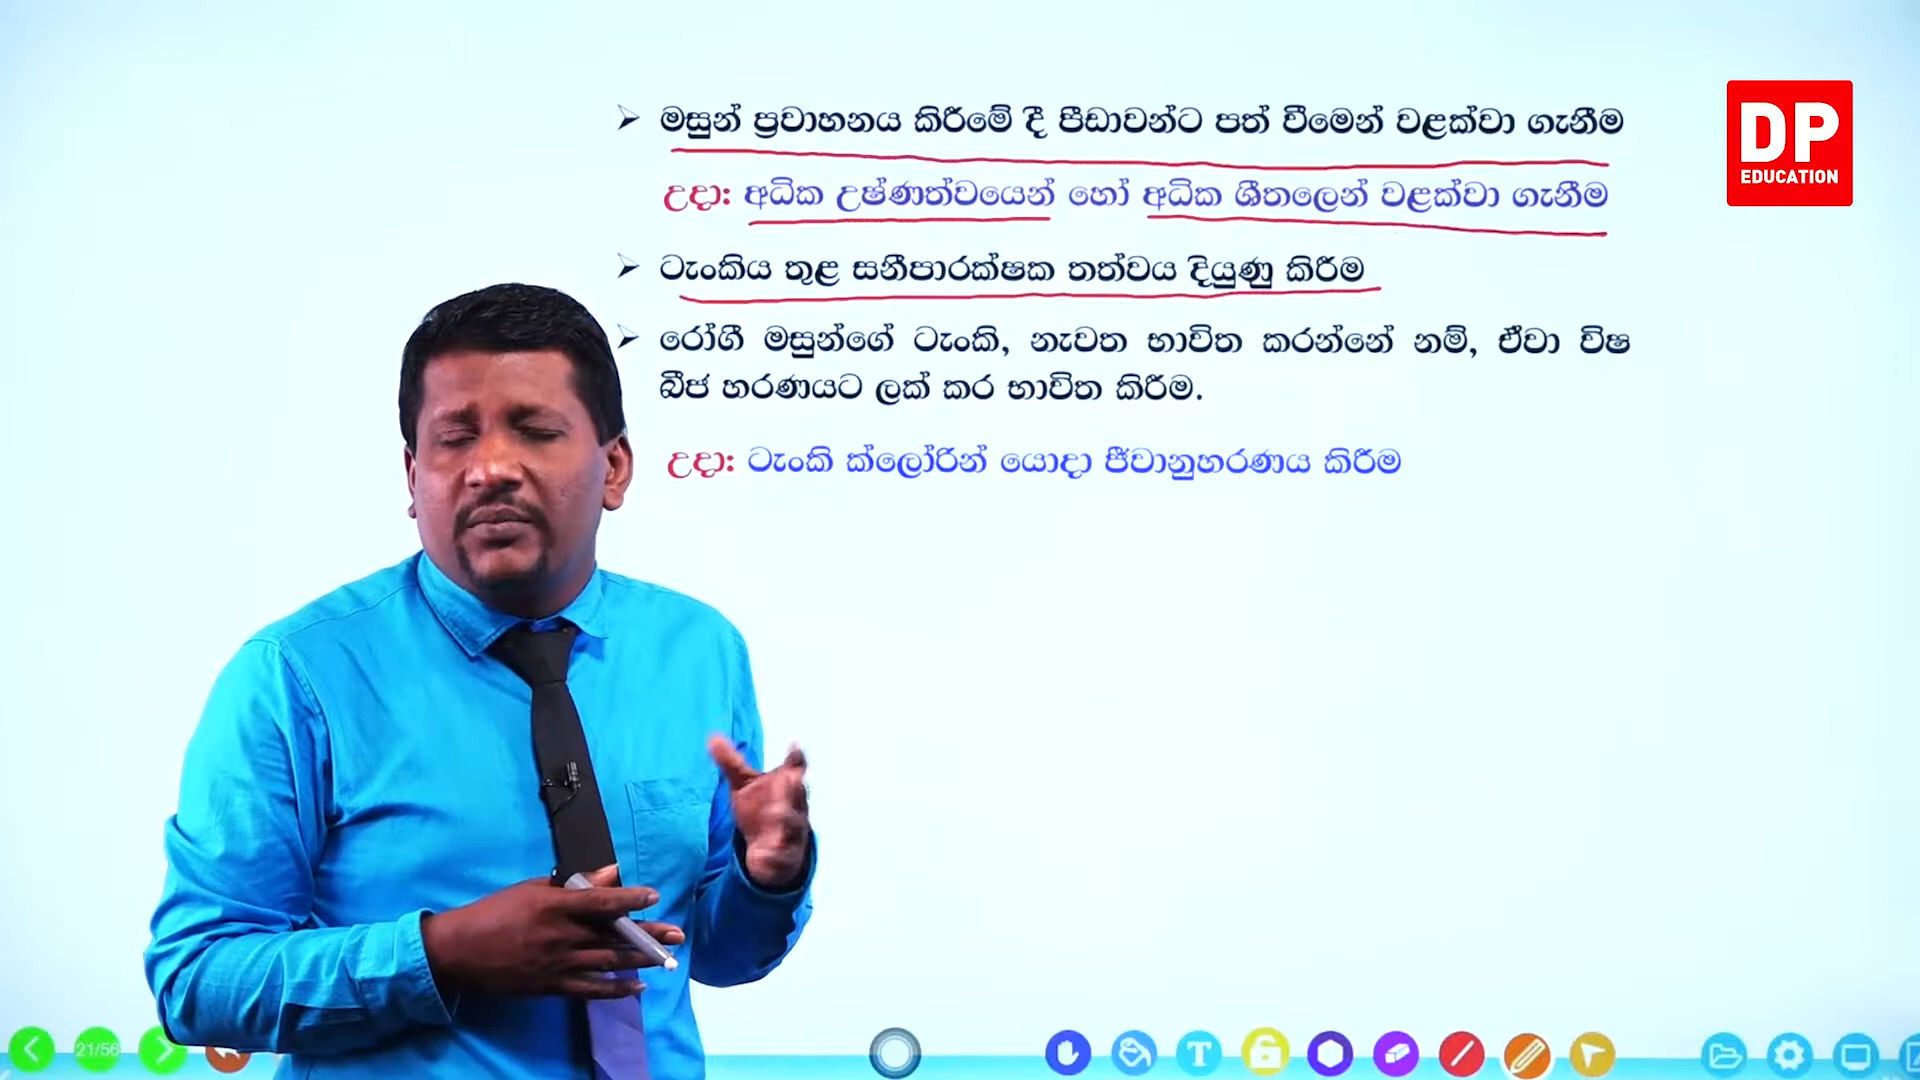 මසුන් ප්‍රවාහනය කිරීමේ දී පීඩාවන්ට පත් වීමෙන් වළක්වා ගැනීම
DP
EDUCATION
උදා: අධික උෂ්ණත්වයෙන් හෝ අධික ශීතලෙන් වළක්වා ගැනීම
ටැංකිය තුළ සනීපාරක්ෂක තත්වය දියුණු කිරීම
රෝගී මසුන්ගේ ටැංකි, නැවත භාවිත කරන්නේ නම්, ඒවා විෂ
බීජ හරණයට ලක් කර භාවිත කිරීම.
උදා: ටැංකි ක්ලෝරින් යොදා ජීවානුහරණය කිරීම
21/56
T